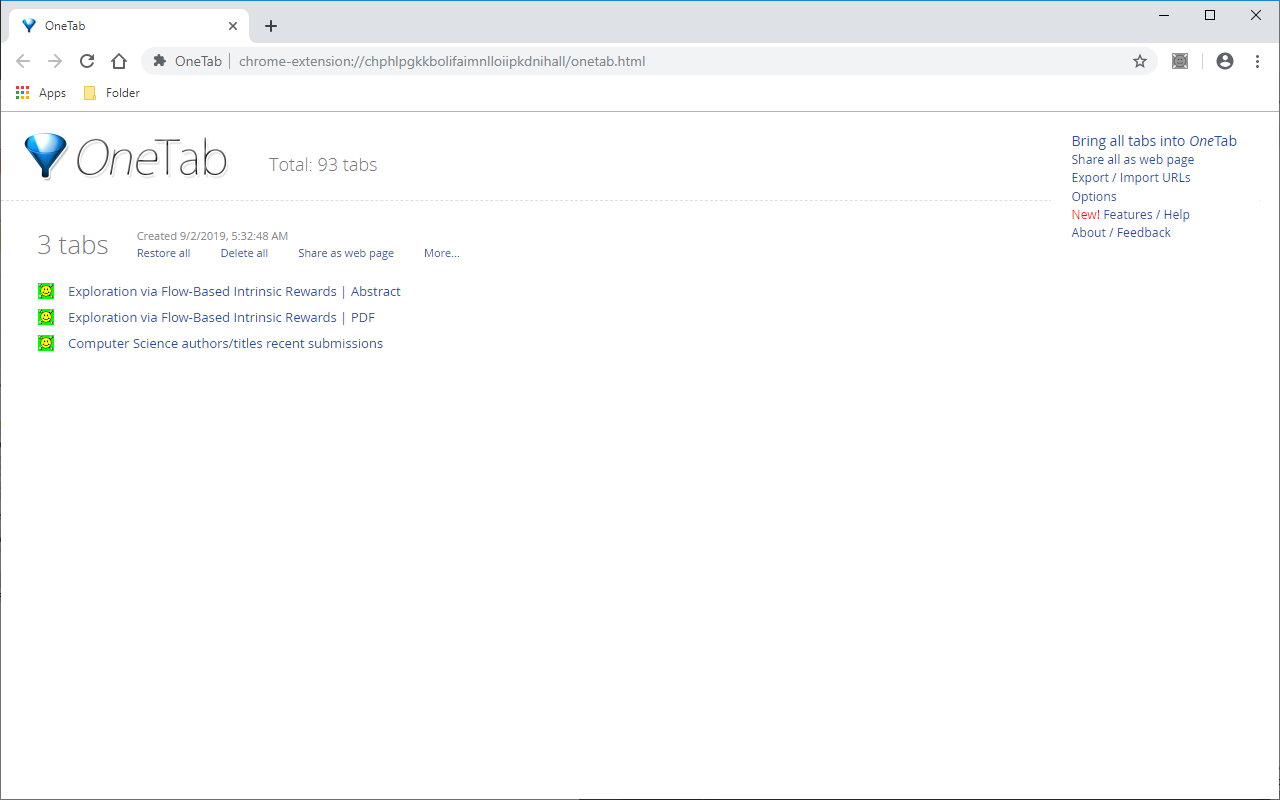 OneTab
OneTab chrome-extension://chphlpgkkbolifaimnlloiipkdnihall/onetab.html
Apps Folder
OneTab Total: 93 tabs
Bring all tabs into OneTab
Share all as web page
Export / Import URLs
Options
New! Features / Help
About / Feedback
3 tabs
Created 9/2/2019, 5:32:48 AM
Restore all Delete all Share as web page More...
Exploration via Flow-Based Intrinsic Rewards | Abstract
Exploration via Flow-Based Intrinsic Rewards | PDF
Computer Science authors/titles recent submissions